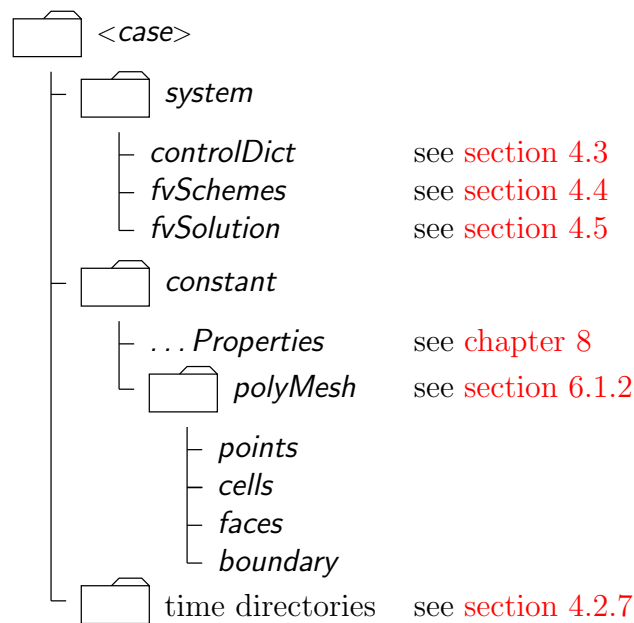 <case>
system
controlDict see section 4.3
fvSchemes see section 4.4
fvSolution see section 4.5
constant
...Properties see chapter 8
polyMesh see section 6.1.2
points
cells
faces
boundary
time directories see section 4.2.7